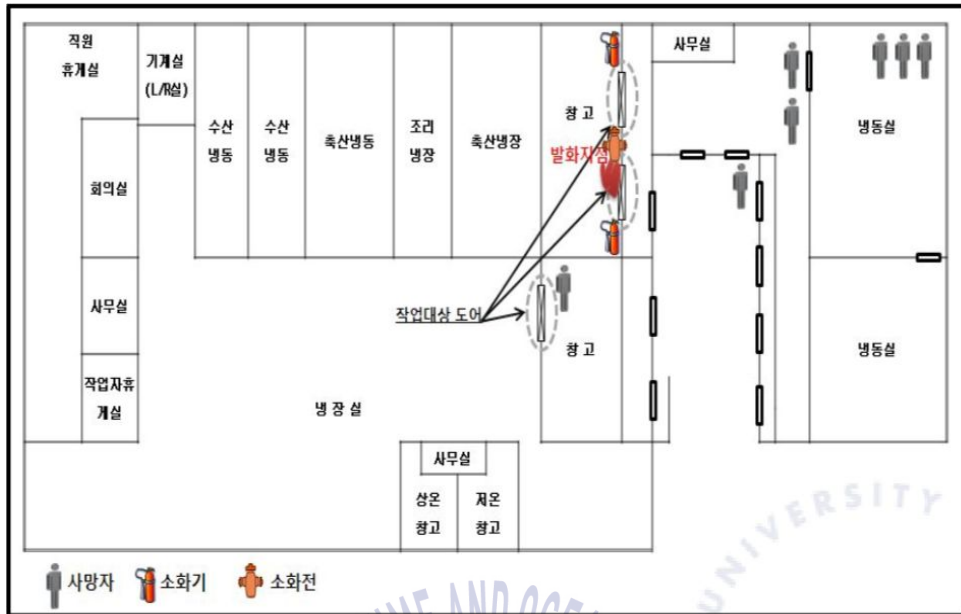 직원
휴게실
기계실
(L/R실)
수산
냉동
수산
냉동
축산냉동
조리
냉장
축산냉장
창고
발화지점
사무실
냉동실
회의실
사무실
작업자휴
게실
작업대상 도어
창고
냉동실
냉장실
사무실
상온
창고
저온
창고
사망자
소화기
소화전
UNIVERSITY
AND